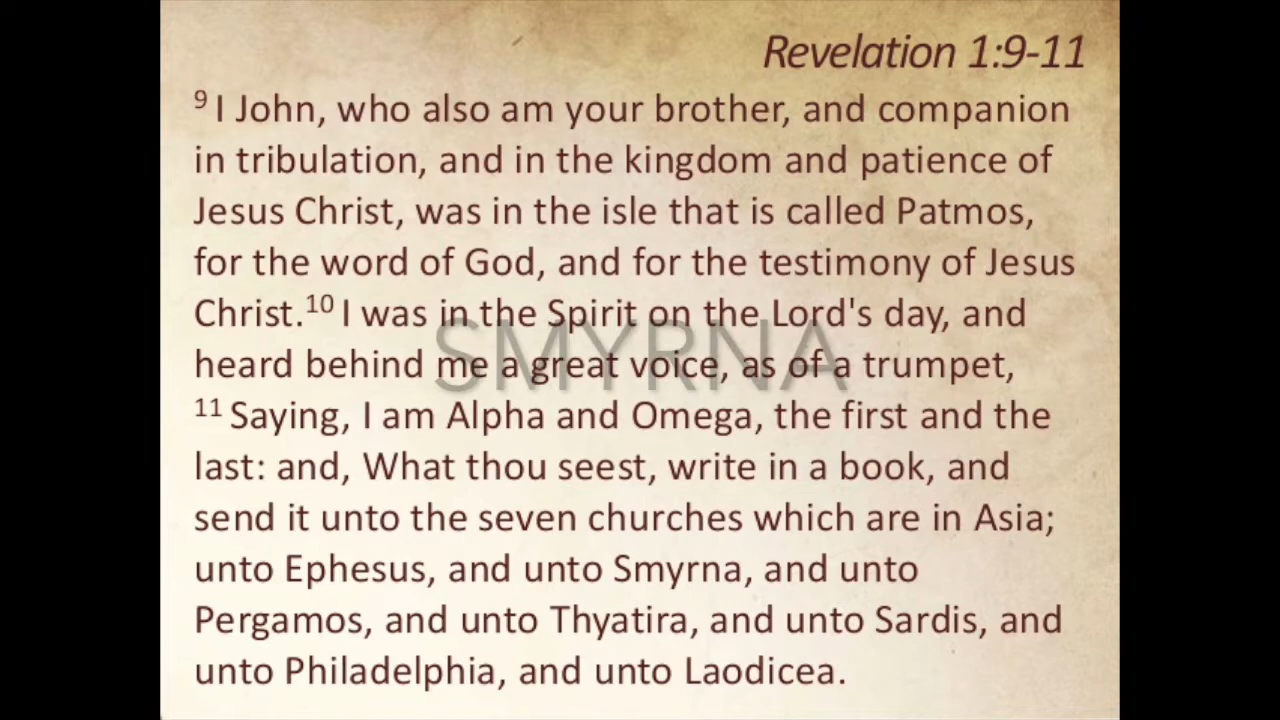 Revelation 1:9-11
9 I John, who also am your brother, and companion
in tribulation, and in the kingdom and patience of
Jesus Christ, was in the isle that is called Patmos,
for the word of God, and for the testimony of Jesus
Christ.10 I was in the Spirit on the Lord's day, and
heard behind me a great voice, as of a trumpet,
SMYRNA
11 Saying, I am Alpha and Omega, the first and the
last: and, What thou seest, write in a book, and
send it unto the seven churches which are in Asia;
unto Ephesus, and unto Smyrna, and unto
Pergamos, and unto Thyatira, and unto Sardis, and
unto Philadelphia, and unto Laodicea.